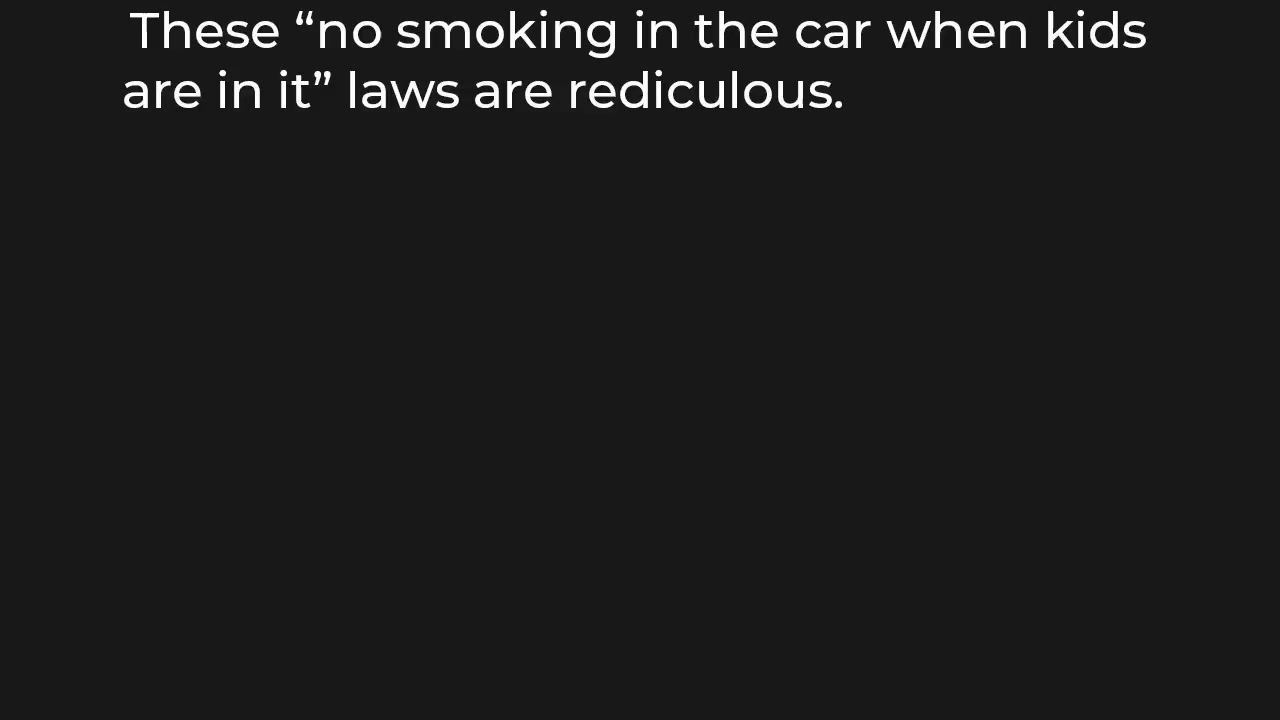 These “no smoking in the car when kids
are in it” laws are rediculous.